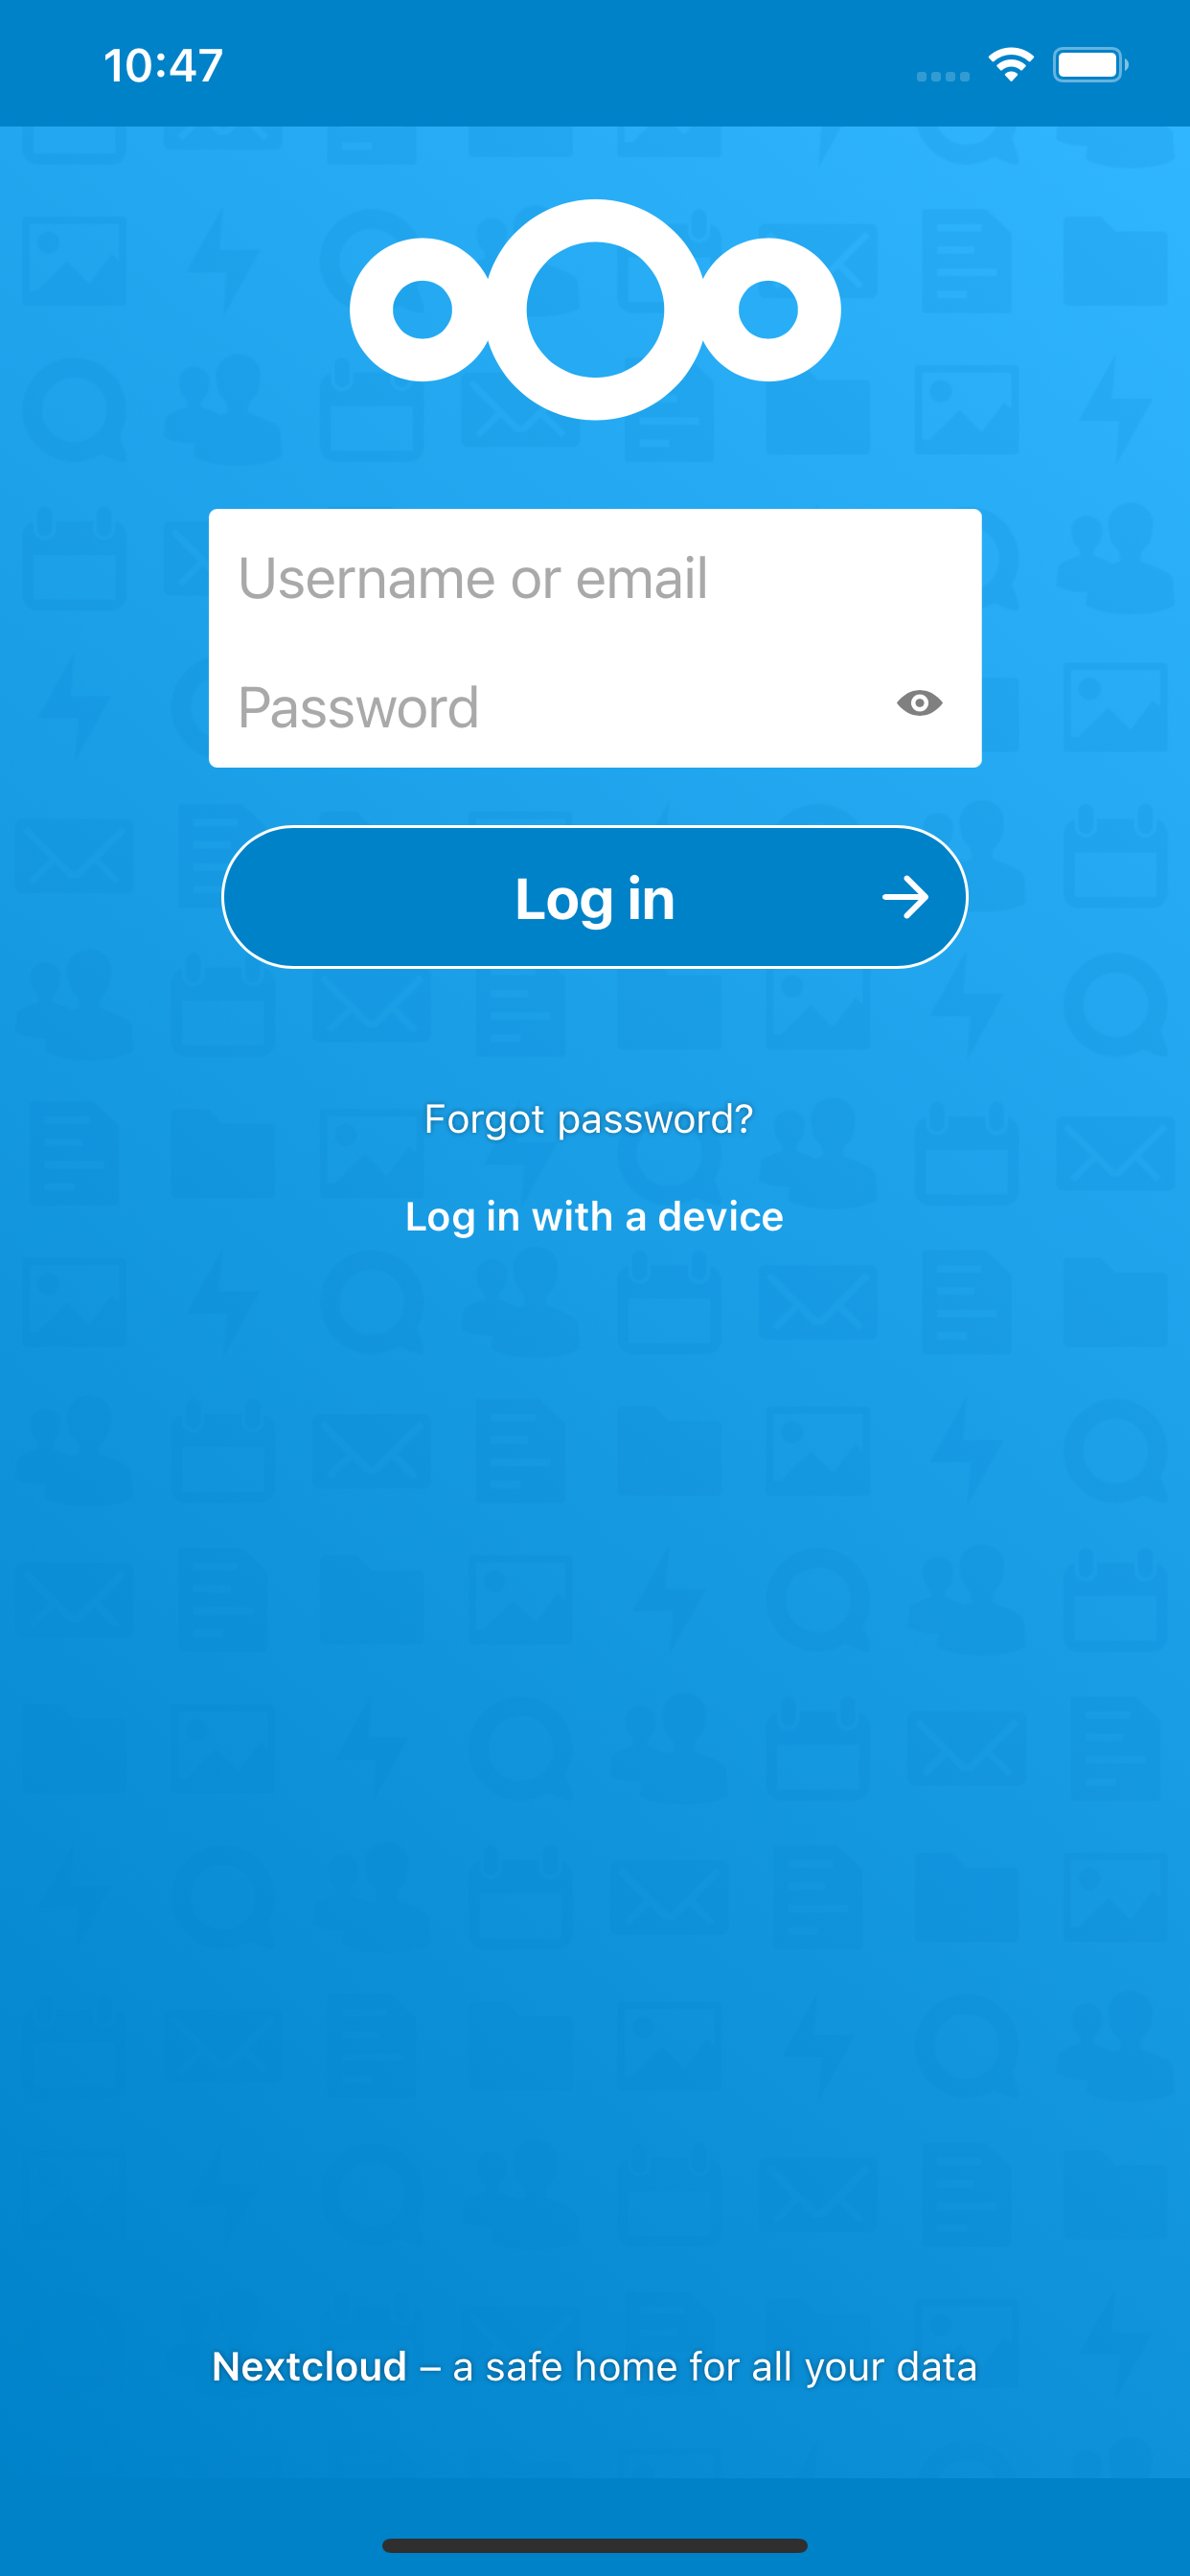 10:47
Username or email
Password
Log in
Forgot password?
Log in with a device
Nextcloud – a safe home for all your data